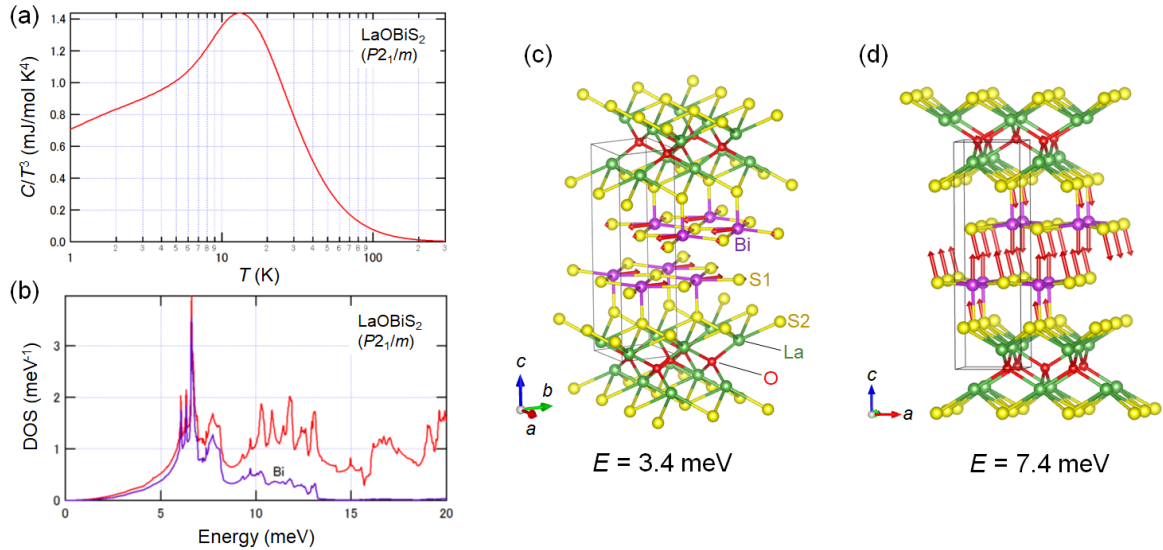 (a)
1.4
1.2
1.0
0.8
0.6
0.4
0.2
0.0
C/T³ (mJ/mol K⁴)
LaOBiS₂
(P2₁/m)
1 2 3 4 5 6 7 8 9 10 2 3 4 5 6 7 8 9 100 2 3
T (K)
(b)
3
2
1
0
DOS (meV⁻¹)
LaOBiS₂
(P2₁/m)
Bi
0 5 10 15 20
Energy (meV)
(c)
Bi
S1
S2
La
O
c
b
a
E = 3.4 meV
(d)
c
a
E = 7.4 meV